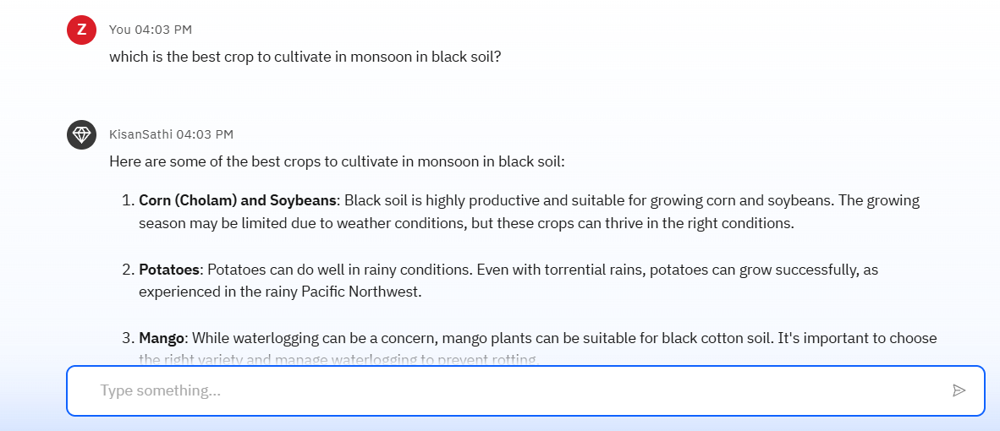 Z
You 04:03 PM
which is the best crop to cultivate in monsoon in black soil?
KisanSathi 04:03 PM
Here are some of the best crops to cultivate in monsoon in black soil:
1. Corn (Cholam) and Soybeans: Black soil is highly productive and suitable for growing corn and soybeans. The growing
season may be limited due to weather conditions, but these crops can thrive in the right conditions.
2. Potatoes: Potatoes can do well in rainy conditions. Even with torrential rains, potatoes can grow successfully, as
experienced in the rainy Pacific Northwest.
3. Mango: While waterlogging can be a concern, mango plants can be suitable for black cotton soil. It's important to choose
the right variety and manage waterlogging to prevent rotting.
Type something...